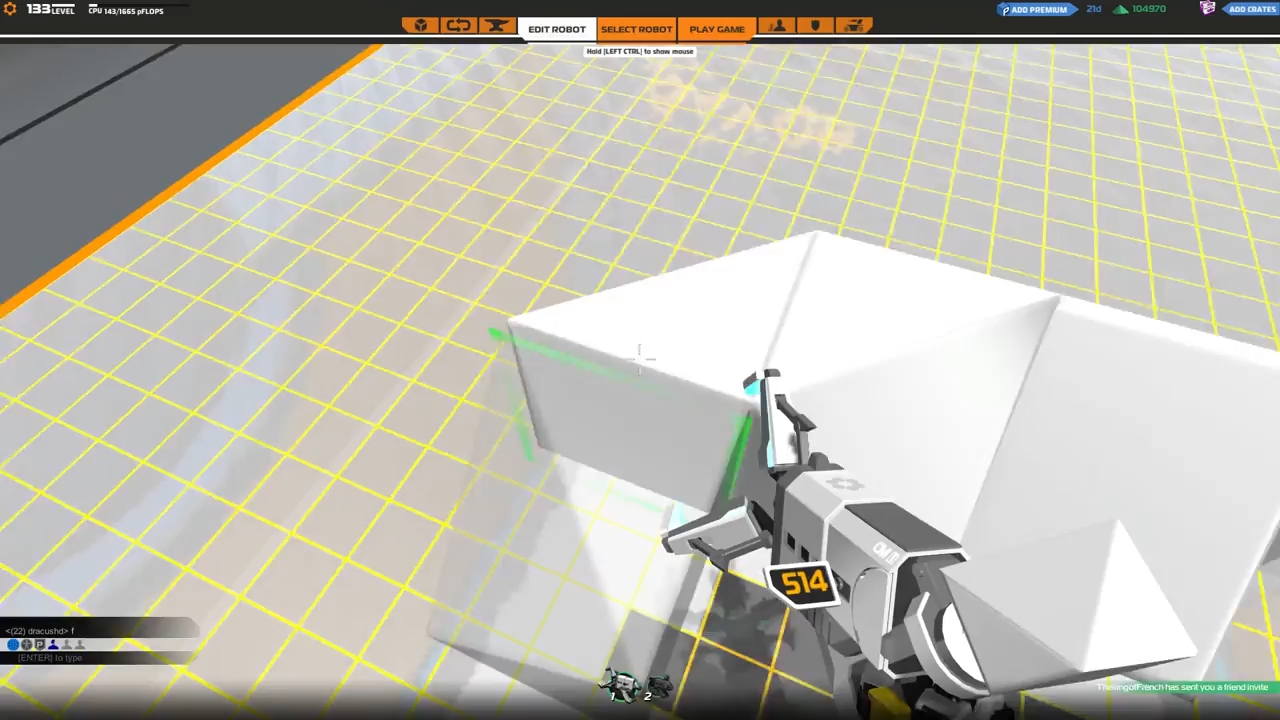 133 LEVEL
CPU 143/1665 pFLOPS
EDIT ROBOT
SELECT ROBOT
PLAY GAME
ADD PREMIUM
21d
104970
ADD CRATES
Hold [LEFT CTRL] to show mouse
514
<(22) dracushd> f
[ENTER] to type
1
2
ThekingofFrench has sent you a friend invite